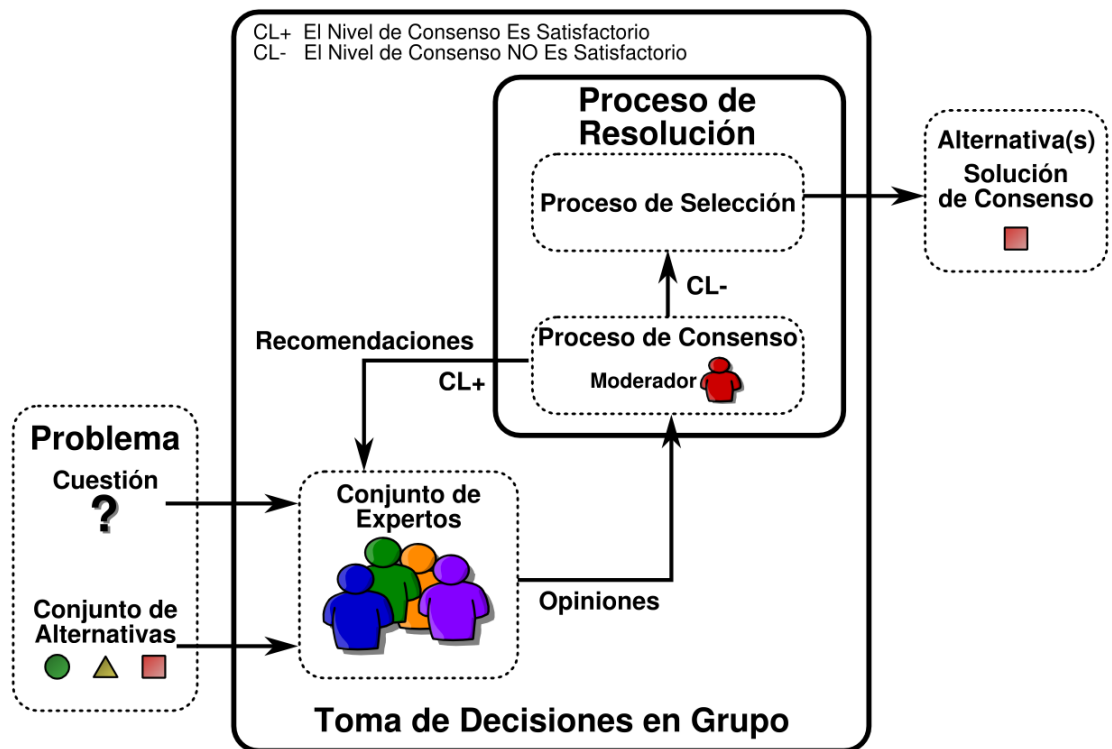 CL+ El Nivel de Consenso Es Satisfactorio
CL- El Nivel de Consenso NO Es Satisfactorio
Proceso de
Resolución
Proceso de Selección
Alternativa(s)
Solución
de Consenso
CL-
Proceso de Consenso
Moderador
Recomendaciones
CL+
Problema
Cuestión
?
Conjunto de
Alternativas
Conjunto de
Expertos
Opiniones
Toma de Decisiones en Grupo